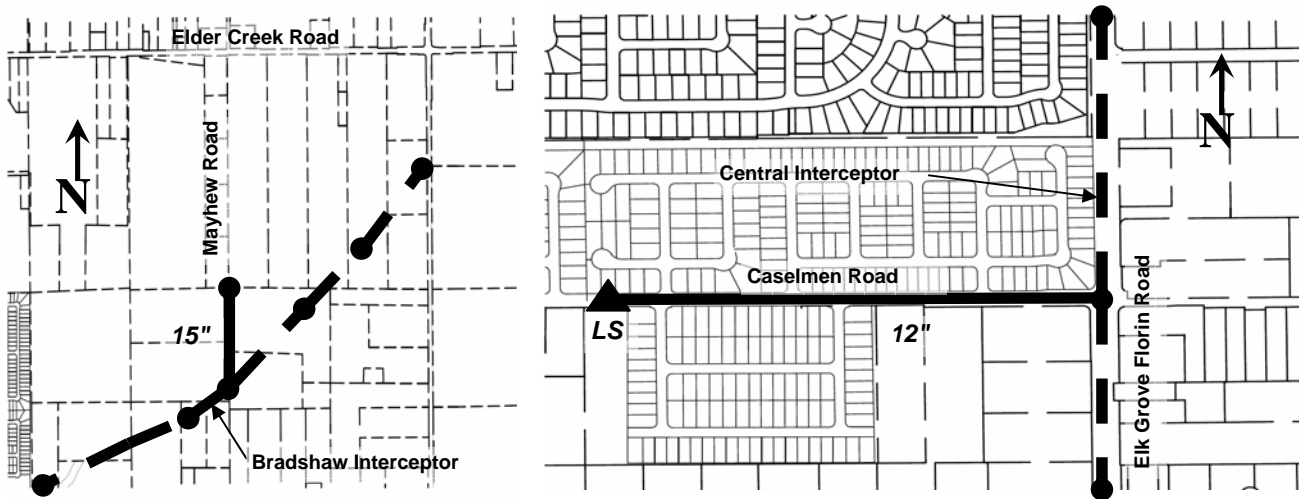 Elder Creek Road
Mayhew Road
N
15"
Bradshaw Interceptor
N
Central Interceptor
Caselmen Road
LS
12"
Elk Grove Florin Road